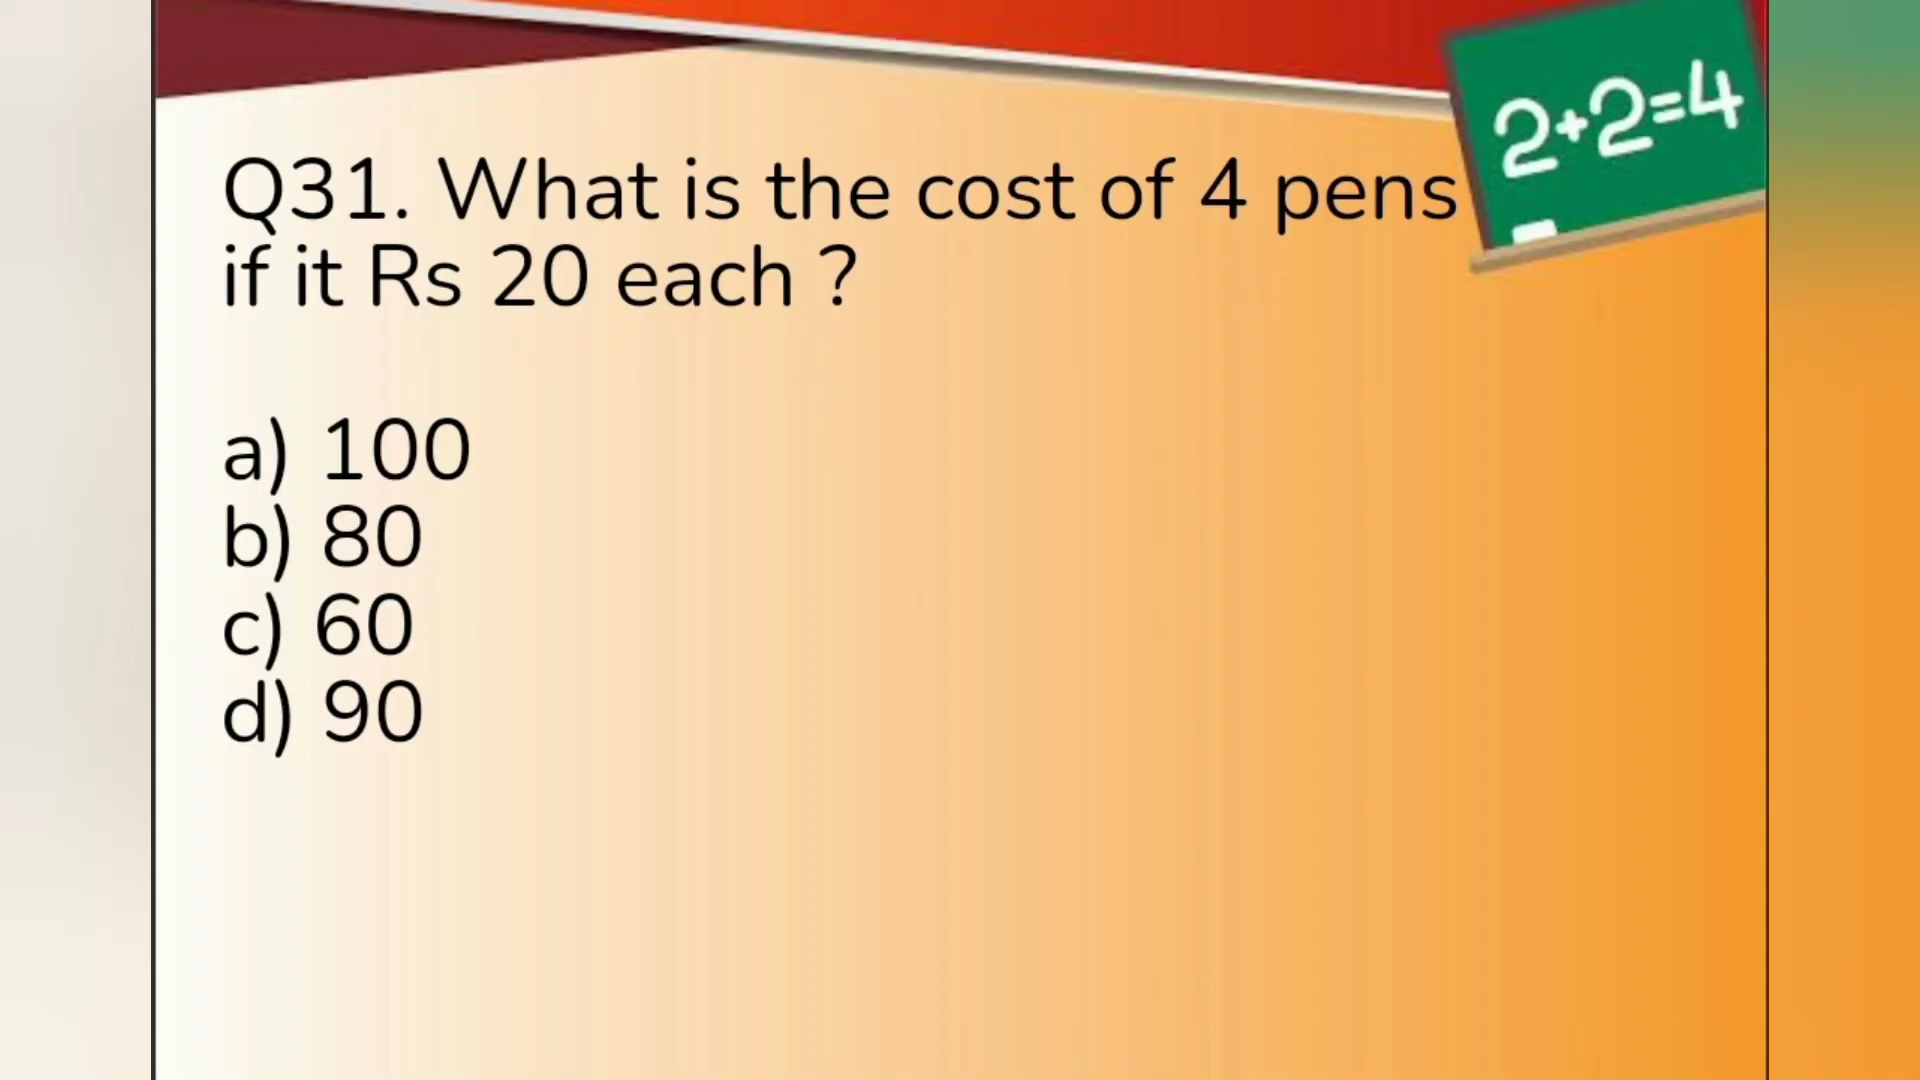 2+2=4
Q31. What is the cost of 4 pens
if it Rs 20 each ?
a) 100
b) 80
c) 60
d) 90